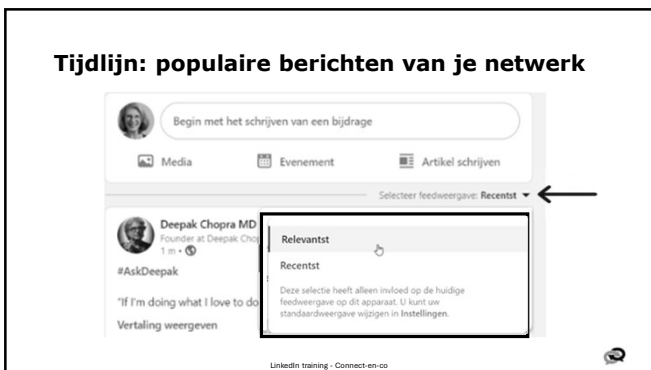 Tijdlijn: populaire berichten van je netwerk
Begin met het schrijven van een bijdrage
Media Evenement Artikel schrijven
Selecteer feedweergave: Recentst
Deepak Chopra MD
Founder at Deepak Chop
1 m •
#AskDeepak
"If I'm doing what I love to do
Vertaling weergeven
Relevantst
Recentst
Deze selectie heeft alleen invloed op de huidige
feedweergave op dit apparaat. U kunt uw
standaardweergave wijzigen in Instellingen.
LinkedIn training - Connect-en-co